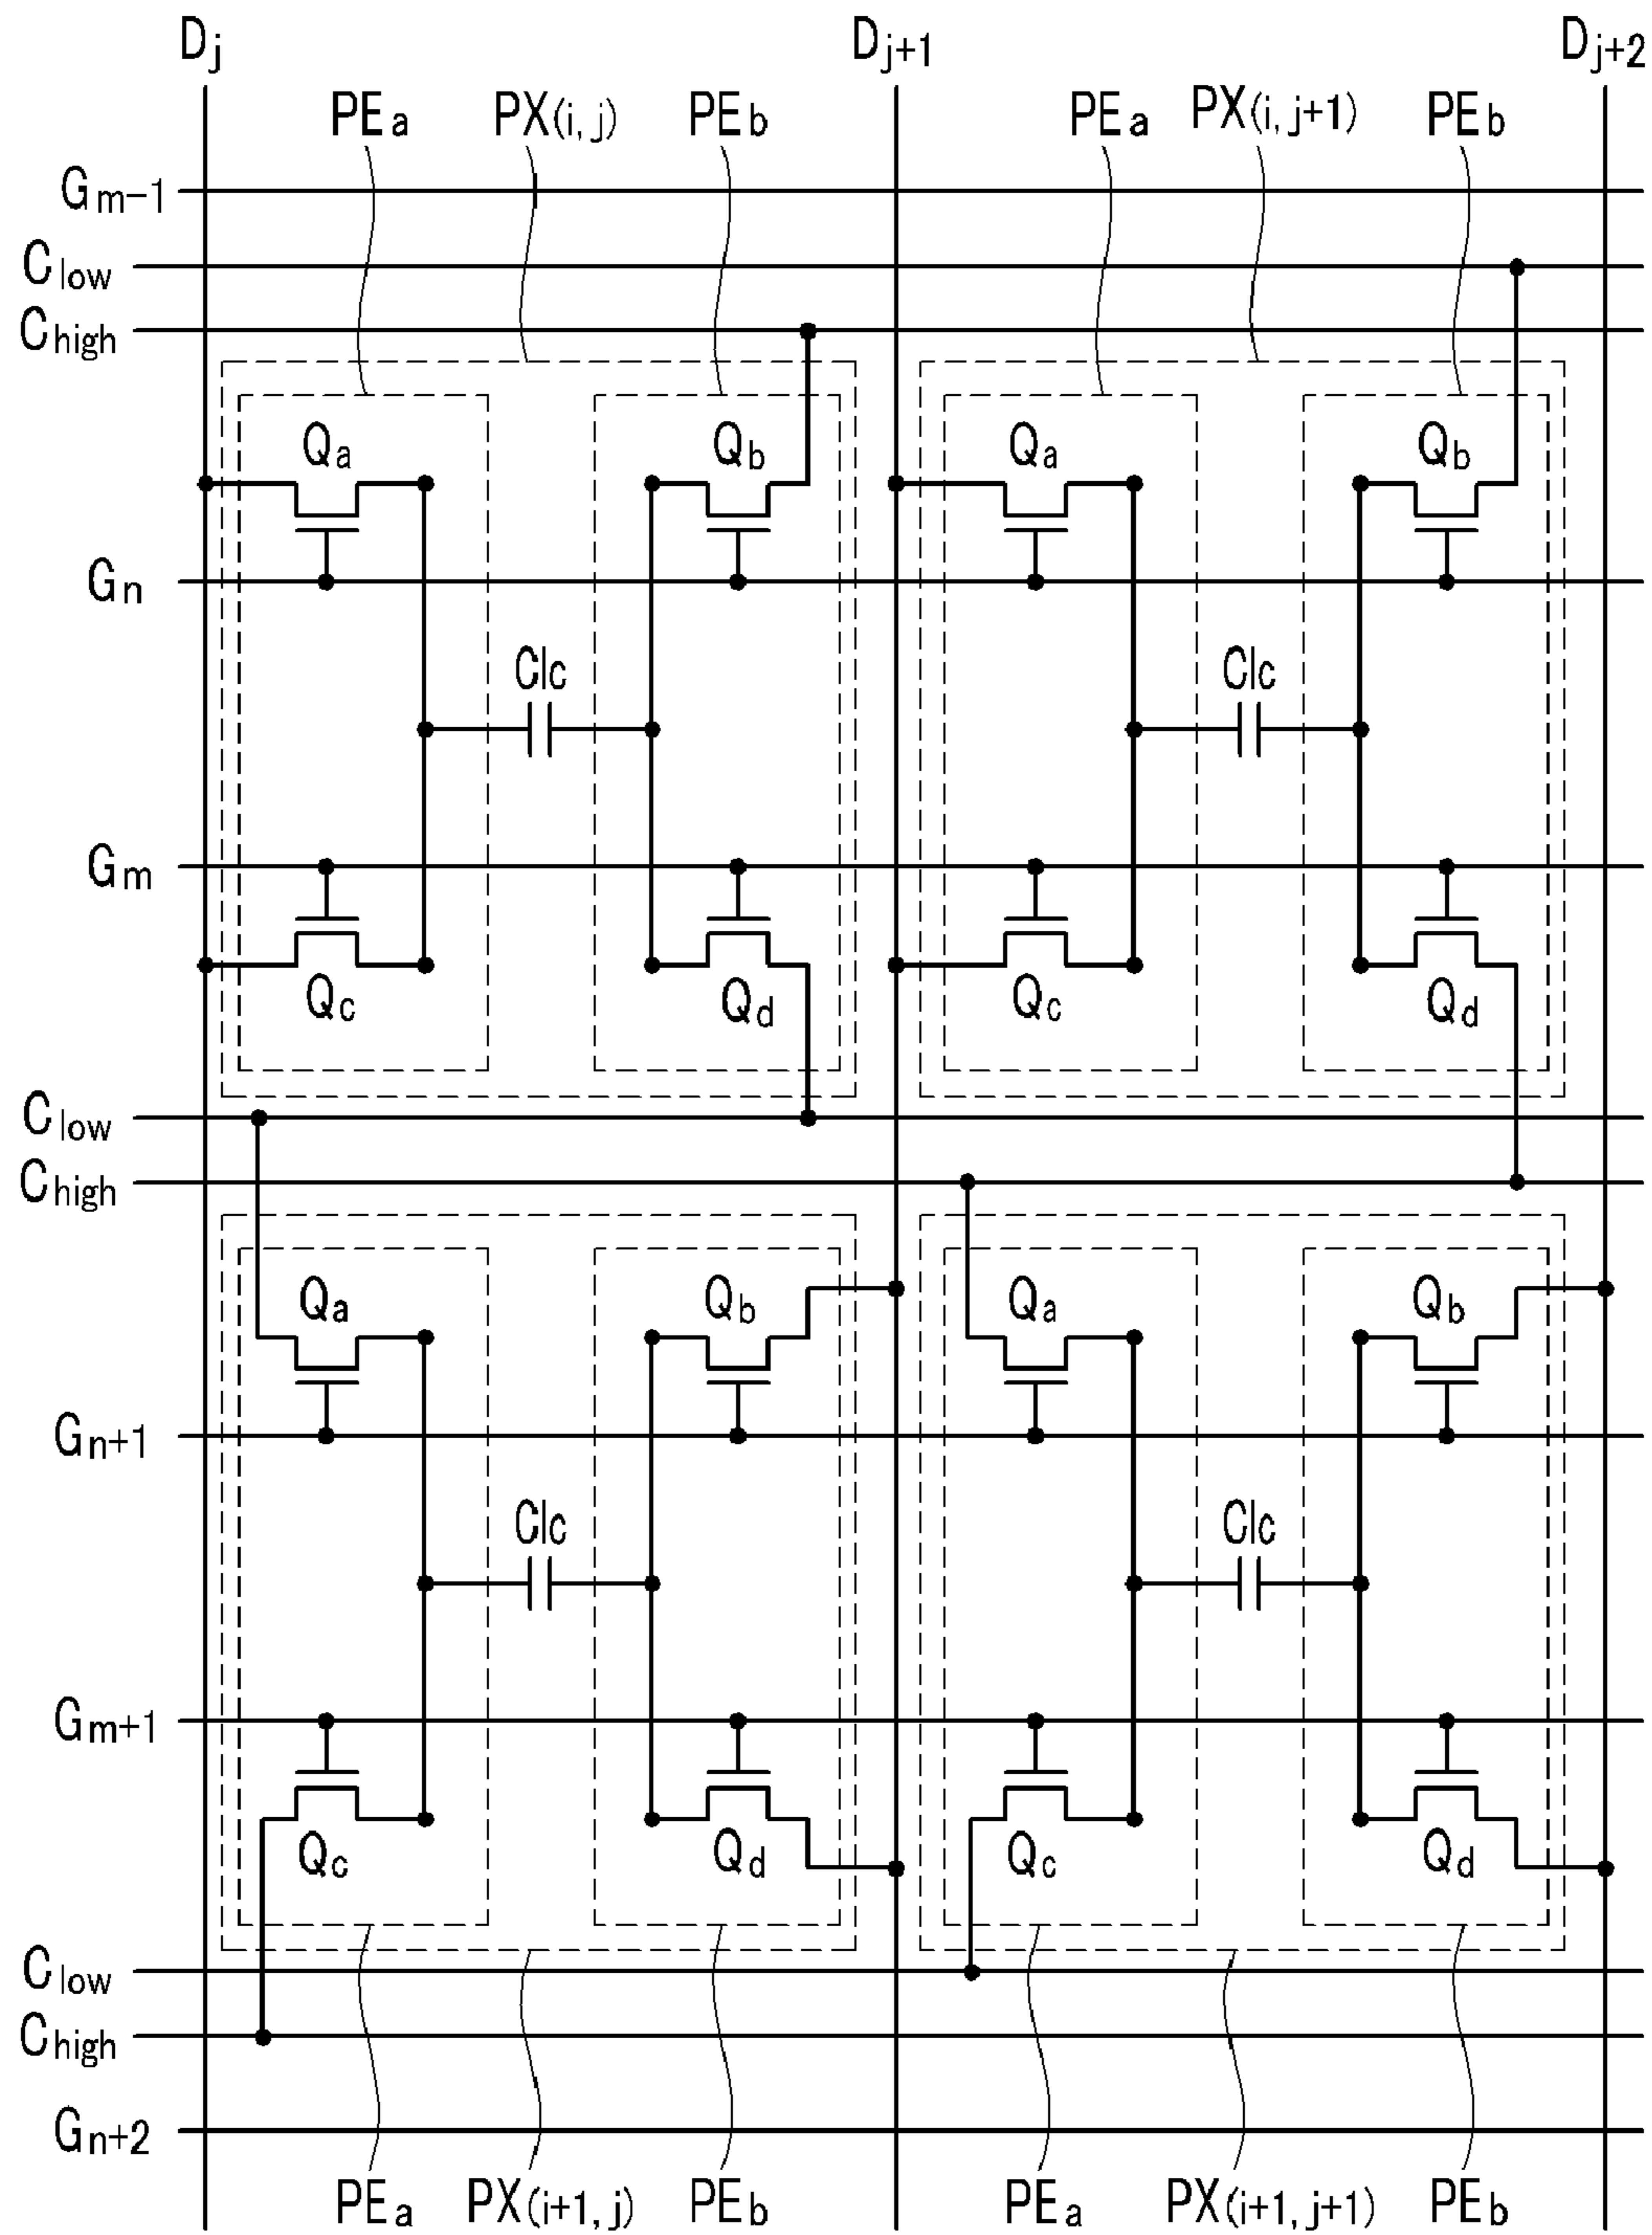 Dj Dj+1 Dj+2
PEa PX(i, j) PEb PEa PX(i, j+1) PEb
Gm-1
Clow
Chigh
Qa Qb Qa Qb
Gn
Clc Clc
Gm
Qc Qd Qc Qd
Clow
Chigh
Qa Qb Qa Qb
Gn+1
Clc Clc
Gm+1
Qc Qd Qc Qd
Clow
Chigh
Gn+2
PEa PX(i+1, j) PEb PEa PX(i+1, j+1) PEb